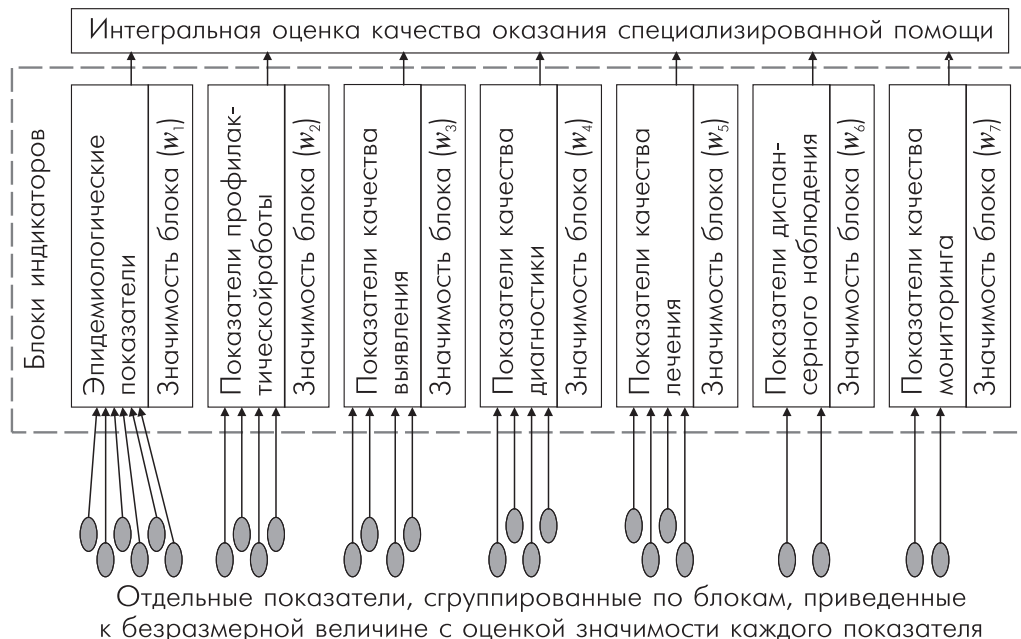 Интегральная оценка качества оказания специализированной помощи
Блоки индикаторов
Эпидемиологические
показатели
Значимость блока (w1)
Показатели профилак-
тическойработы
Значимость блока (w2)
Показатели качества
выявления
Значимость блока (w3)
Показатели качества
диагностики
Значимость блока (w4)
Показатели качества
лечения
Значимость блока (w5)
Показатели диспан-
серного наблюдения
Значимость блока (w6)
Показатели качества
мониторинга
Значимость блока (w7)
Отдельные показатели, сгруппированные по блокам, приведенные
к безразмерной величине с оценкой значимости каждого показателя